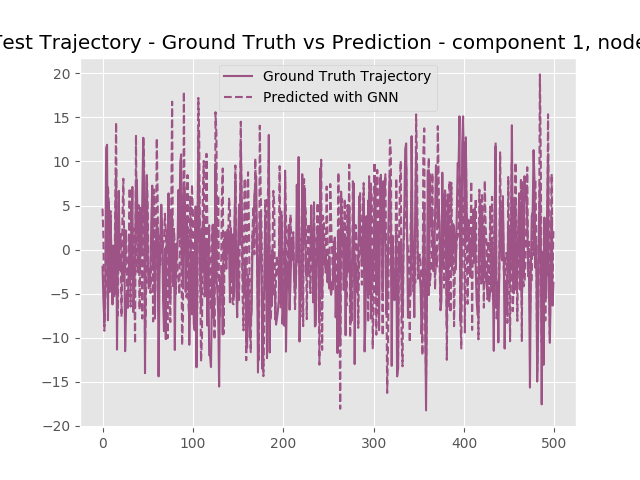 Test Trajectory - Ground Truth vs Prediction - component 1, node
Ground Truth Trajectory
Predicted with GNN
20
15
10
5
0
−5
−10
−15
−20
0 100 200 300 400 500